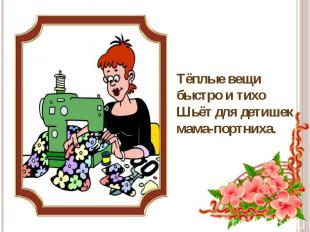 Тёплые вещи
быстро и тихо
Шьёт для детишек
мама-портниха.